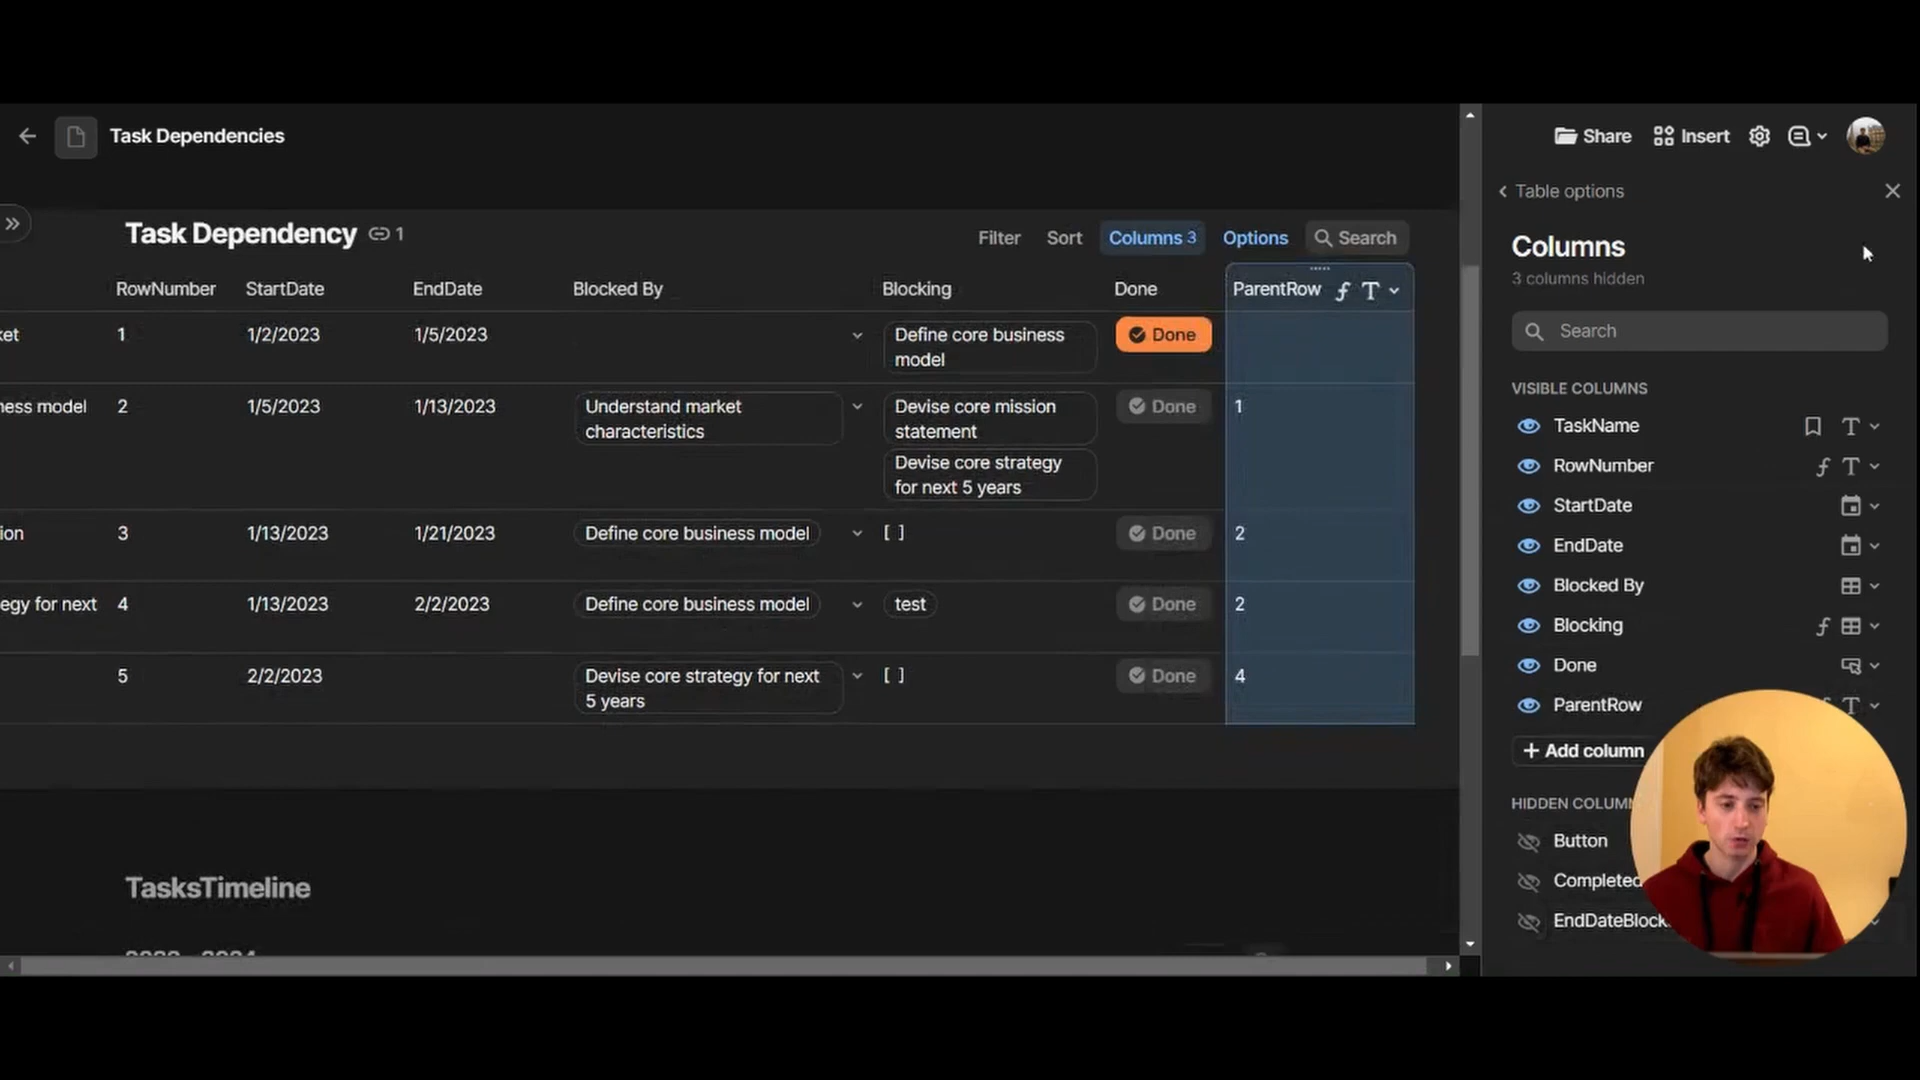 Task Dependencies
Share
Insert
Table options
Task Dependency 1
Filter
Sort
Columns 3
Options
Search
RowNumber
StartDate
EndDate
Blocked By
Blocking
Done
ParentRow
ket
1
1/2/2023
1/5/2023
Define core business
model
Done
ness model
2
1/5/2023
1/13/2023
Understand market
characteristics
Devise core mission
statement
Devise core strategy
for next 5 years
Done
1
ion
3
1/13/2023
1/21/2023
Define core business model
[ ]
Done
2
egy for next
4
1/13/2023
2/2/2023
Define core business model
test
Done
2
5
2/2/2023
Devise core strategy for next
5 years
[ ]
Done
4
TasksTimeline
Columns
3 columns hidden
Search
VISIBLE COLUMNS
TaskName
RowNumber
StartDate
EndDate
Blocked By
Blocking
Done
ParentRow
+ Add column
HIDDEN COLUMN
Button
Completed
EndDateBlock